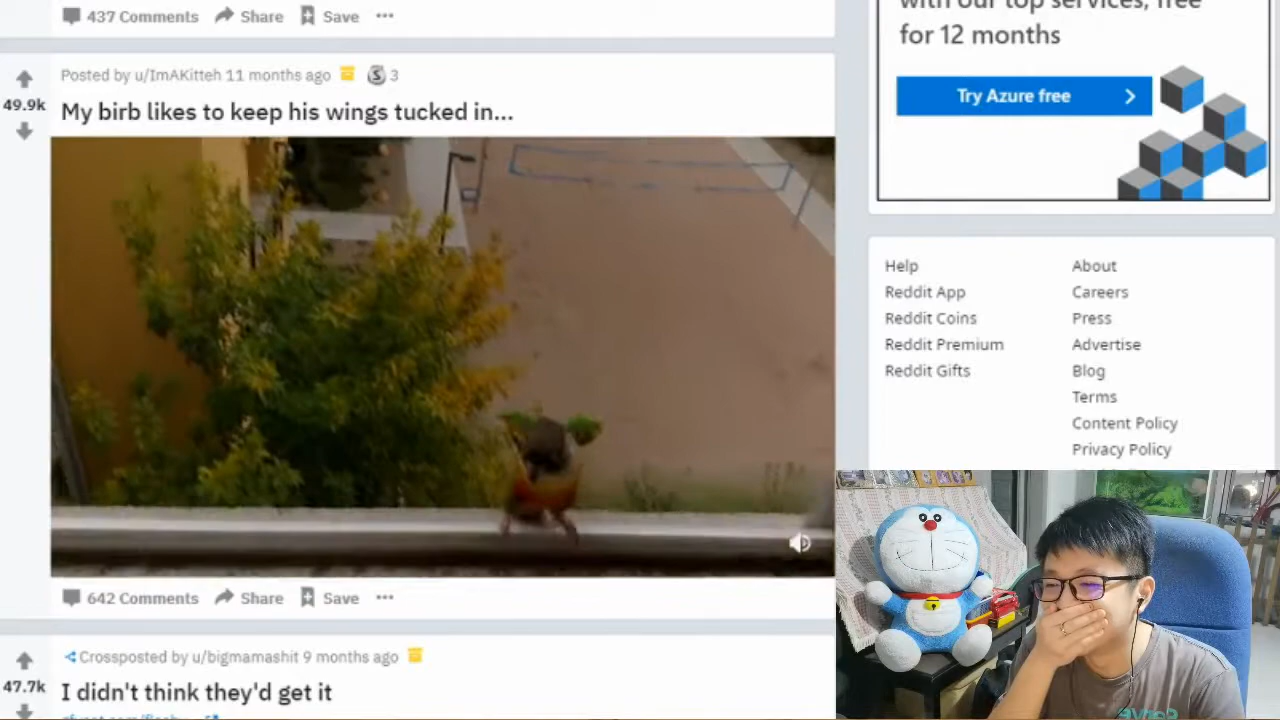 437 Comments Share Save
Posted by u/ImAKitteh 11 months ago 3
49.9k
My birb likes to keep his wings tucked in...
642 Comments Share Save
Crossposted by u/bigmamashit 9 months ago
47.7k
I didn't think they'd get it
with our top services, free
for 12 months
Try Azure free
Help
About
Reddit App
Careers
Reddit Coins
Press
Reddit Premium
Advertise
Reddit Gifts
Blog
Terms
Content Policy
Privacy Policy